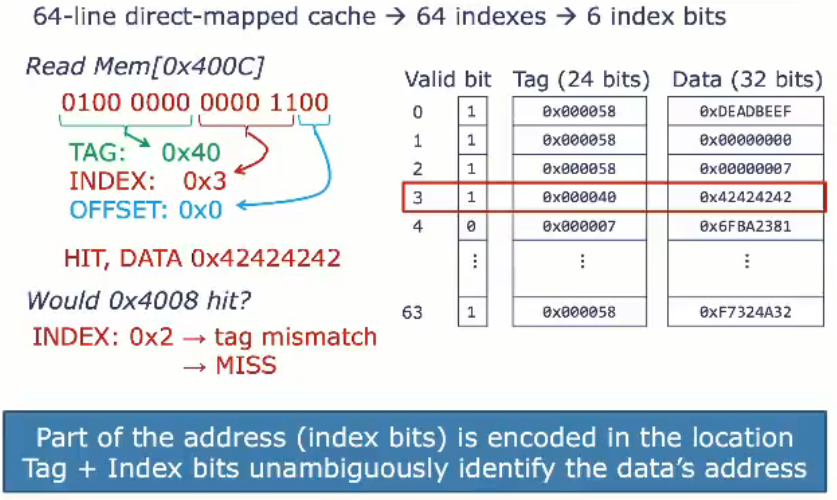 64-line direct-mapped cache → 64 indexes → 6 index bits
Read Mem[0x400C]
0100 0000 0000 1100
TAG: 0x40
INDEX: 0x3
OFFSET: 0x0
HIT, DATA 0x42424242
Would 0x4008 hit?
INDEX: 0x2 → tag mismatch
→ MISS
Valid bit Tag (24 bits) Data (32 bits)
0 1 0x000058 0xDEADBEEF
1 1 0x000058 0x00000000
2 1 0x000058 0x00000007
3 1 0x000040 0x42424242
4 0 0x000007 0x6FBA2381
⋮ ⋮ ⋮
63 1 0x000058 0xF7324A32
Part of the address (index bits) is encoded in the location
Tag + Index bits unambiguously identify the data’s address